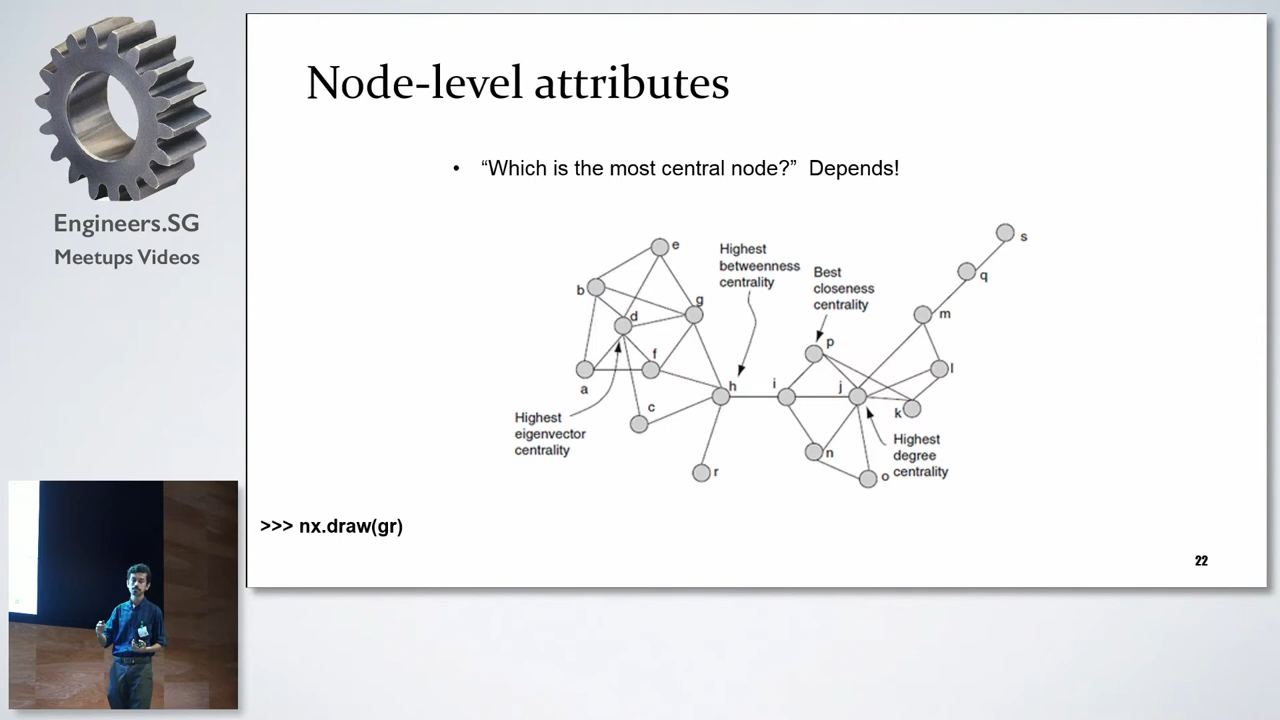 Engineers.SG
Meetups Videos
Node-level attributes
• “Which is the most central node?” Depends!
e
b
d
g
a
f
c
h
r
i
p
j
n
o
k
l
m
q
s
Highest
betweenness
centrality
Best
closeness
centrality
Highest
eigenvector
centrality
Highest
degree
centrality
>>> nx.draw(gr)
22